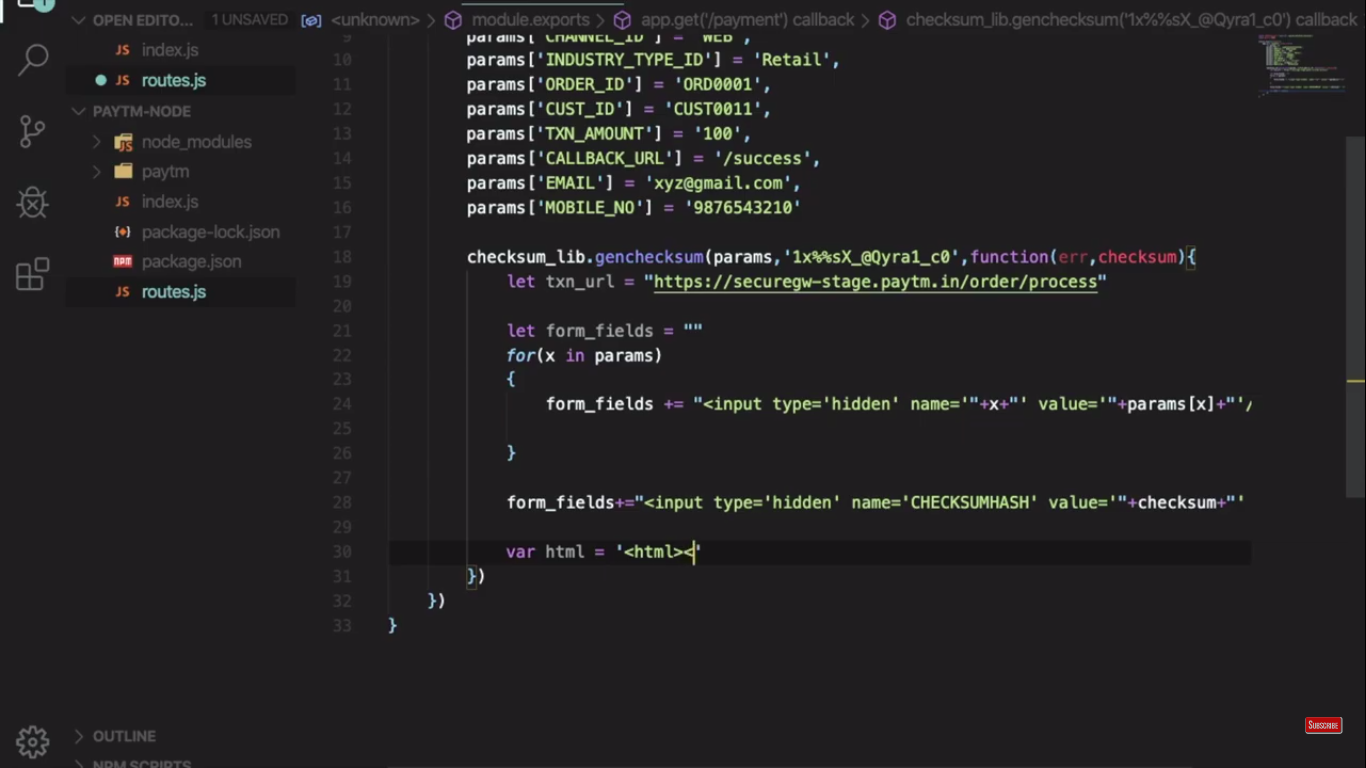 OPEN EDITO... 1 UNSAVED
<unknown> > module.exports > app.get('/payment') callback > checksum_lib.genchecksum('1x%%sX_@Qyra1_c0') callback
JS index.js
JS routes.js
PAYTM-NODE
node_modules
paytm
JS index.js
package-lock.json
npm package.json
JS routes.js
OUTLINE
NPM SCRIPTS
9 params['CHANNEL_ID'] = 'WEB',
10 params['INDUSTRY_TYPE_ID'] = 'Retail',
11 params['ORDER_ID'] = 'ORD0001',
12 params['CUST_ID'] = 'CUST0011',
13 params['TXN_AMOUNT'] = '100',
14 params['CALLBACK_URL'] = '/success',
15 params['EMAIL'] = 'xyz@gmail.com',
16 params['MOBILE_NO'] = '9876543210'
17
18 checksum_lib.genchecksum(params,'1x%%sX_@Qyra1_c0',function(err,checksum){
19 let txn_url = "https://securegw-stage.paytm.in/order/process"
20
21 let form_fields = ""
22 for(x in params)
23 {
24 form_fields += "<input type='hidden' name='"+x+"' value='"+params[x]+"'/
25
26 }
27
28 form_fields+="<input type='hidden' name='CHECKSUMHASH' value='"+checksum+"'
29
30 var html = '<html><'
31 })
32 })
33 }
SUBSCRIBE